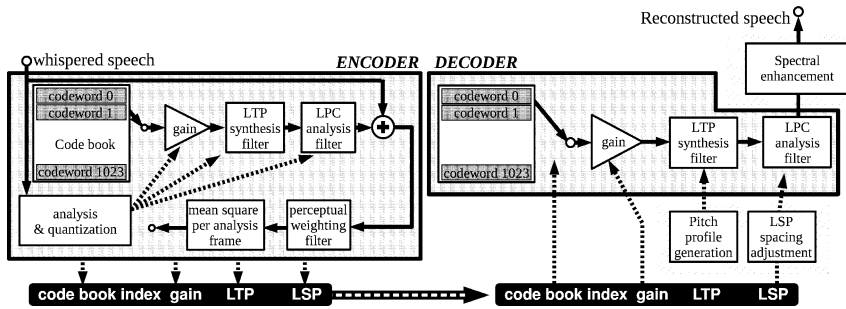 Reconstructed speech
whispered speech
ENCODER
DECODER
Spectral
enhancement
codeword 0
codeword 1
Code book
codeword 1023
gain
LTP
synthesis
filter
LPC
analysis
filter
analysis
& quantization
mean square
per analysis
frame
perceptual
weighting
filter
codeword 0
codeword 1
codeword 1023
gain
LTP
synthesis
filter
LPC
analysis
filter
Pitch
profile
generation
LSP
spacing
adjustment
code book index gain LTP LSP
code book index gain LTP LSP